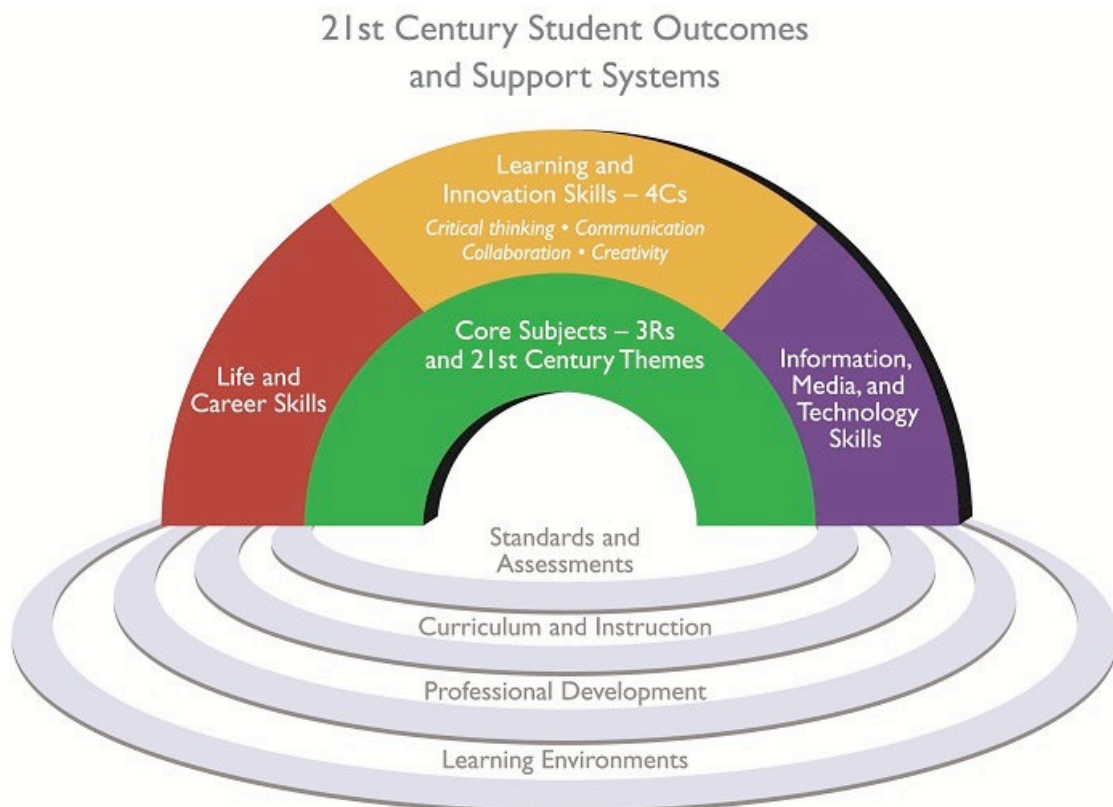 21st Century Student Outcomes
and Support Systems
Learning and
Innovation Skills – 4Cs
Critical thinking • Communication
Collaboration • Creativity
Core Subjects – 3Rs
and 21st Century Themes
Life and
Career Skills
Information,
Media, and
Technology
Skills
Standards and
Assessments
Curriculum and Instruction
Professional Development
Learning Environments